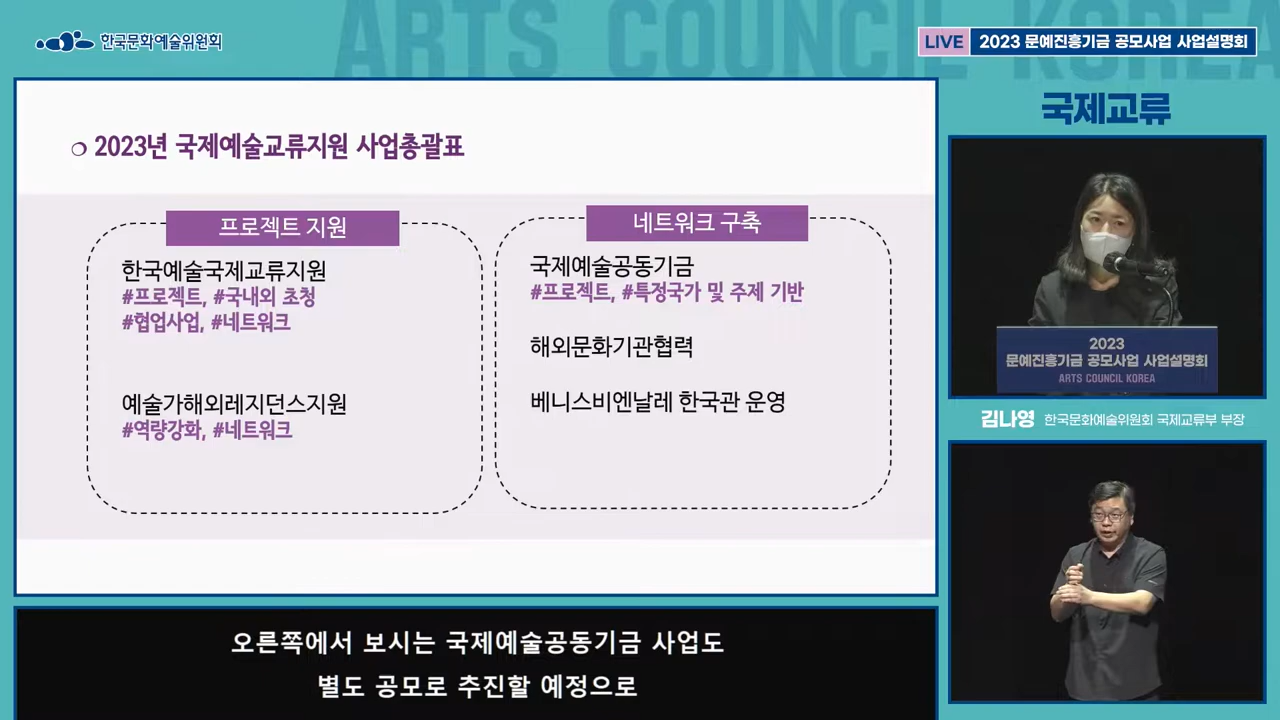 ARTS COUNCIL KOREA
한국문화예술위원회
LIVE 2023 문예진흥기금 공모사업 사업설명회
국제교류
2023년 국제예술교류지원 사업총괄표
프로젝트 지원
한국예술국제교류지원
#프로젝트, #국내외 초청
#협업사업, #네트워크
예술가해외레지던스지원
#역량강화, #네트워크
네트워크 구축
국제예술공동기금
#프로젝트, #특정국가 및 주제 기반
해외문화기관협력
베니스비엔날레 한국관 운영
2023
문예진흥기금 공모사업 사업설명회
ARTS COUNCIL KOREA
김나영 한국문화예술위원회 국제교류부 부장
오른쪽에서 보시는 국제예술공동기금 사업도
별도 공모로 추진할 예정으로